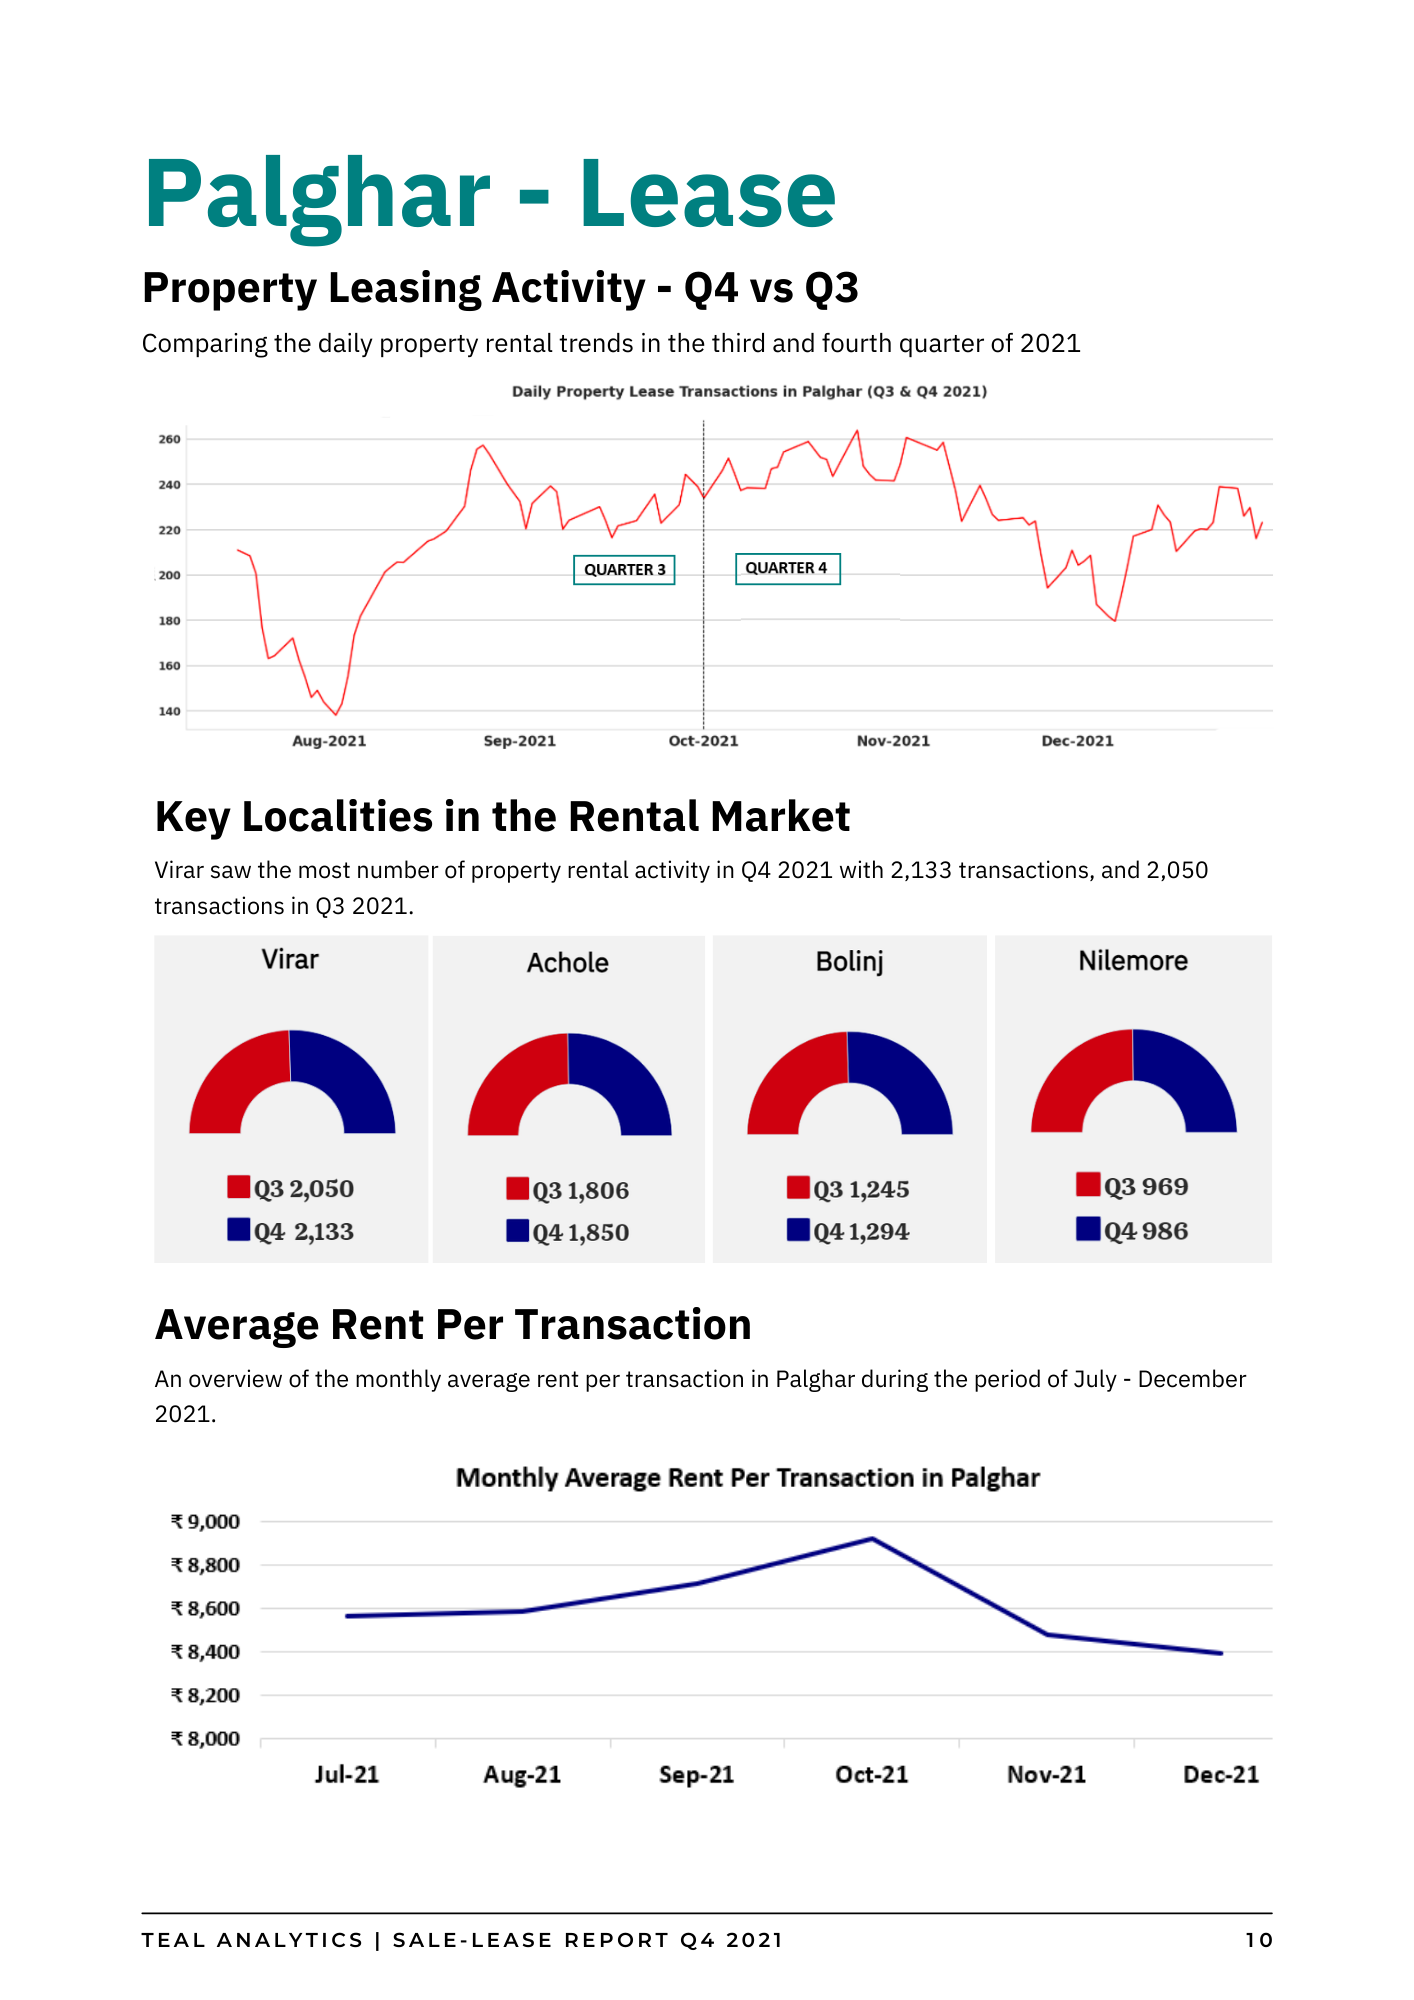 Palghar - Lease
Property Leasing Activity - Q4 vs Q3
Comparing the daily property rental trends in the third and fourth quarter of 2021
Daily Property Lease Transactions in Palghar (Q3 & Q4 2021)
260
240
220
200
180
160
140
QUARTER 3
QUARTER 4
Aug-2021
Sep-2021
Oct-2021
Nov-2021
Dec-2021
Key Localities in the Rental Market
Virar saw the most number of property rental activity in Q4 2021 with 2,133 transactions, and 2,050
transactions in Q3 2021.
Virar
Q3 2,050
Q4 2,133
Achole
Q3 1,806
Q4 1,850
Bolinj
Q3 1,245
Q4 1,294
Nilemore
Q3 969
Q4 986
Average Rent Per Transaction
An overview of the monthly average rent per transaction in Palghar during the period of July - December
2021.
Monthly Average Rent Per Transaction in Palghar
₹ 9,000
₹ 8,800
₹ 8,600
₹ 8,400
₹ 8,200
₹ 8,000
Jul-21
Aug-21
Sep-21
Oct-21
Nov-21
Dec-21
TEAL ANALYTICS | SALE-LEASE REPORT Q4 2021
10